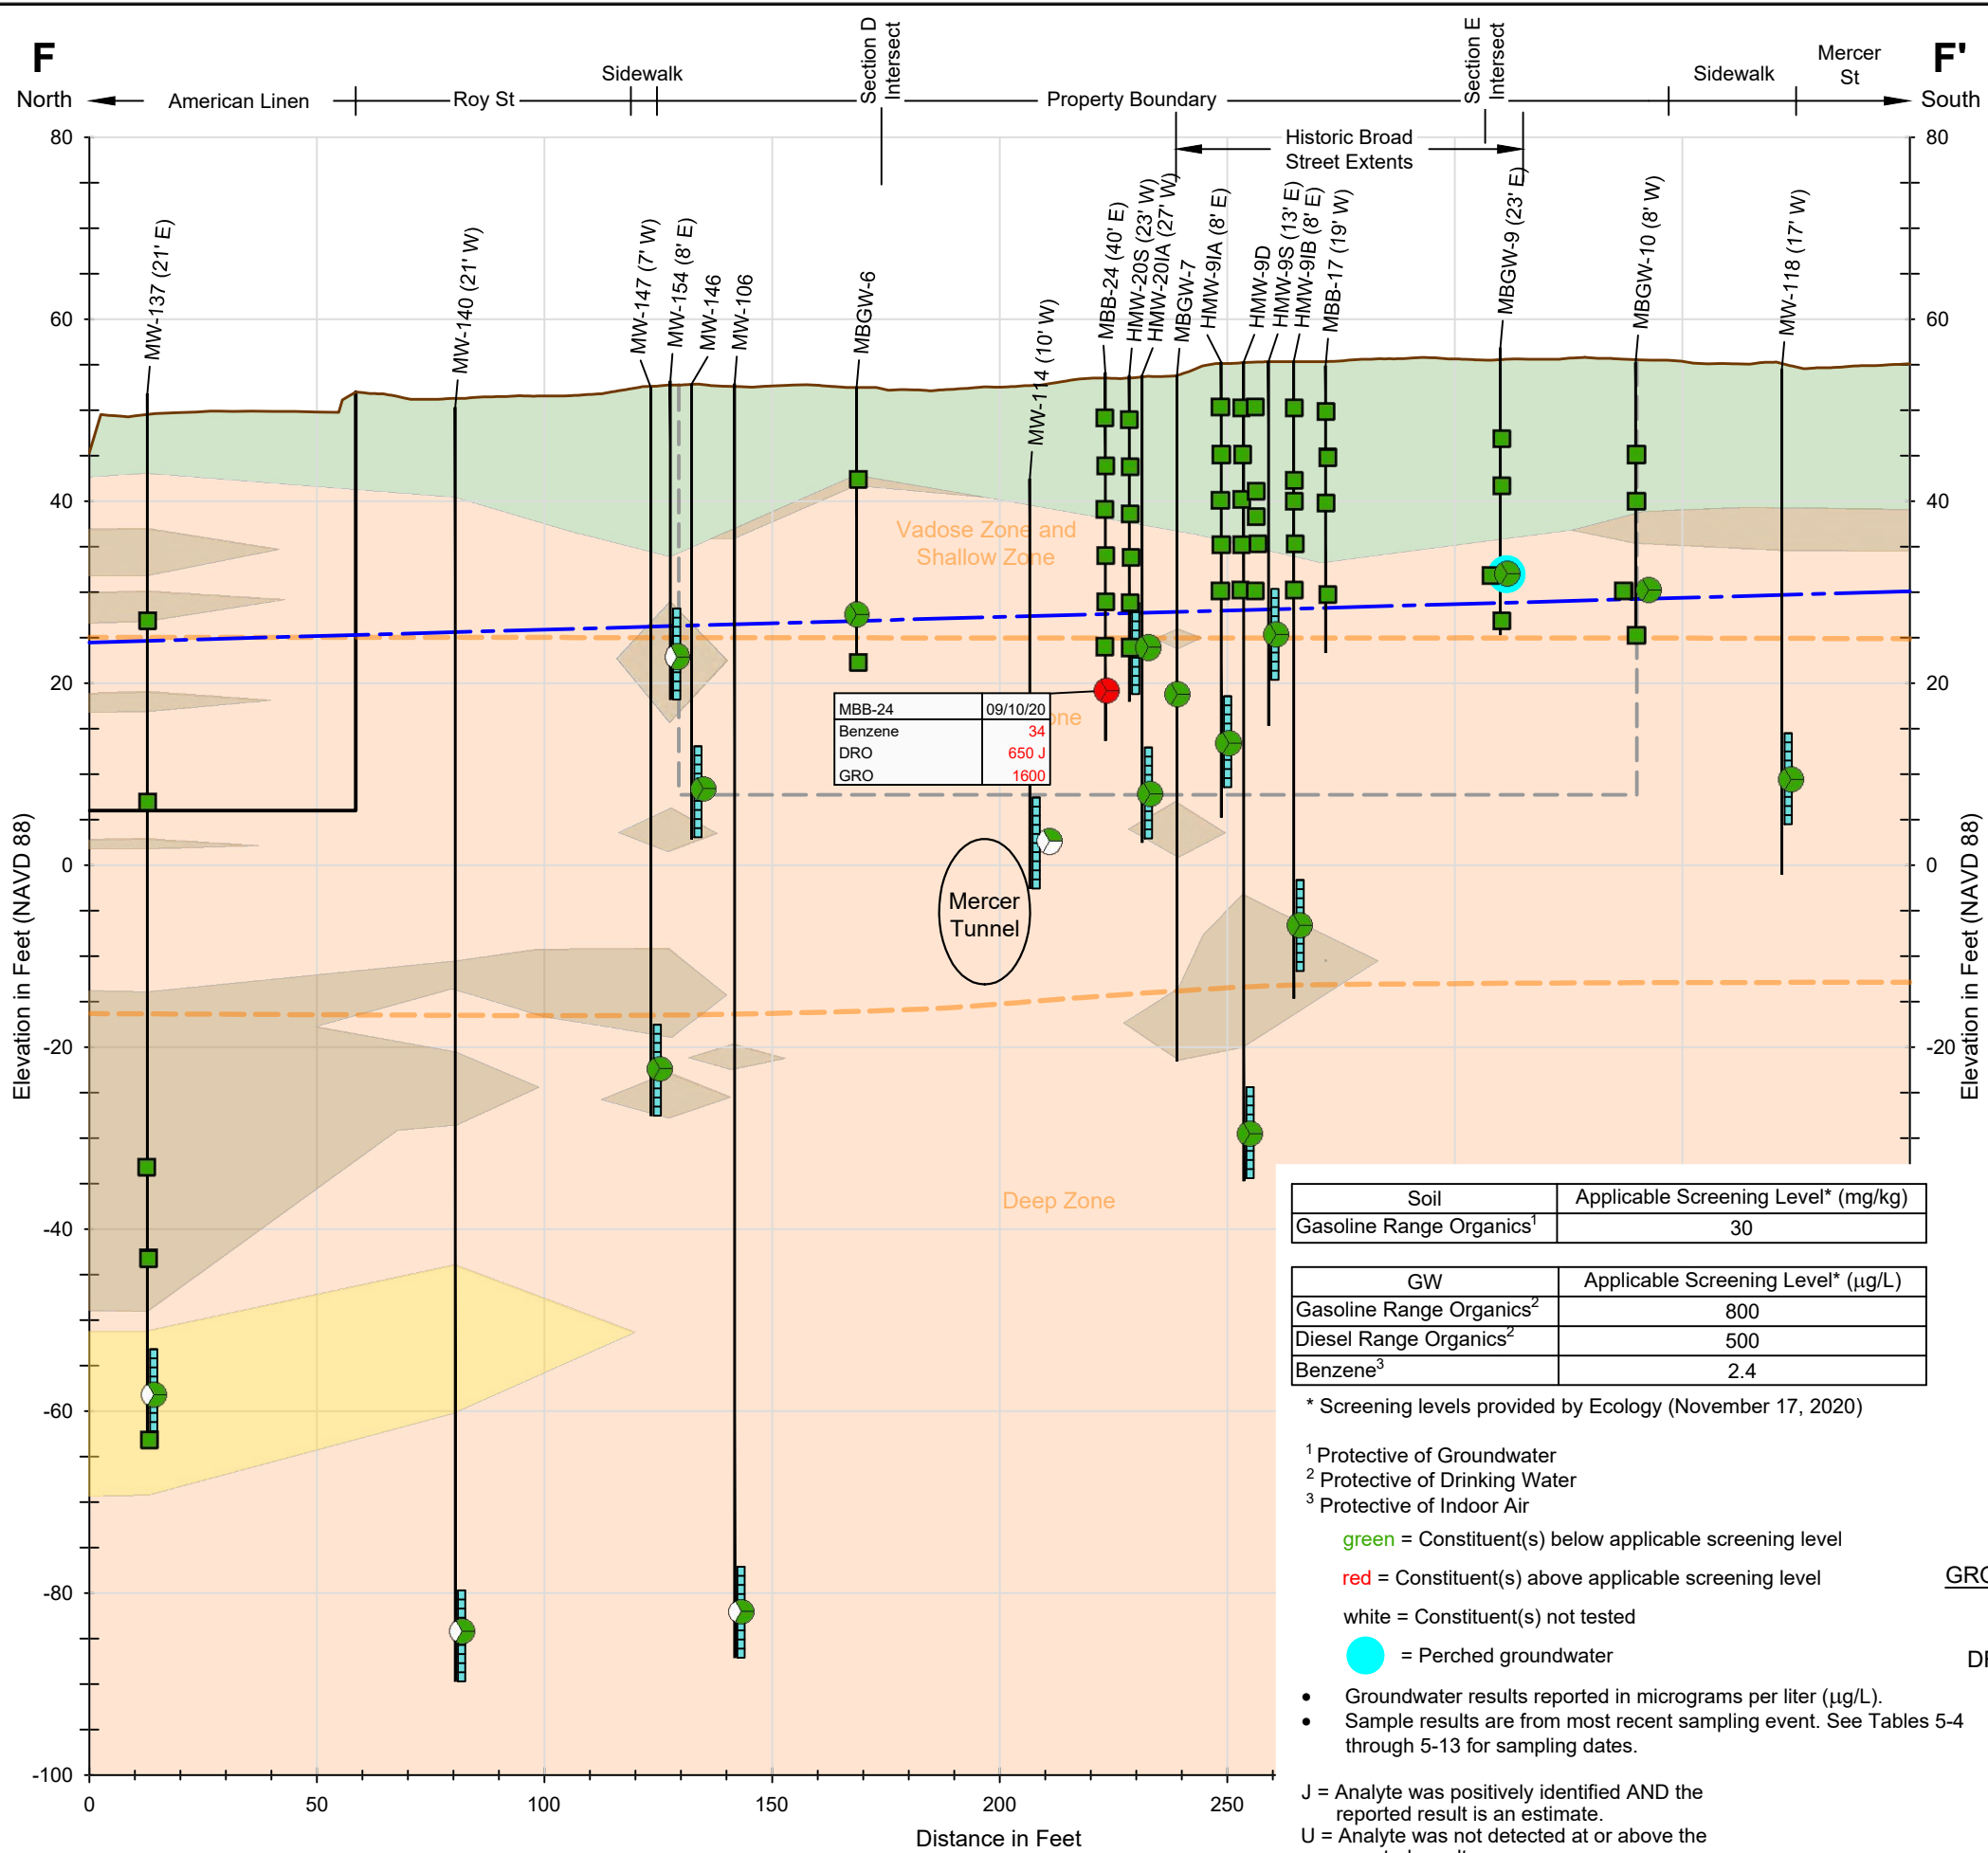 F
F'
North
American Linen
Roy St
Sidewalk
Section D
Intersect
Property Boundary
Section E
Intersect
Sidewalk
Mercer
St
South
Historic Broad
Street Extents
80
60
40
20
0
-20
-40
-60
-80
-100
80
60
40
20
0
-20
Elevation in Feet (NAVD 88)
Elevation in Feet (NAVD 88)
MW-137 (21' E)
MW-140 (21' W)
MW-147 (7' W)
MW-154 (8' E)
MW-146
MW-106
MBGW-6
MW-114 (10' W)
MBB-24 (40' E)
HMW-20S (23' W)
HMW-20IA (27' W)
MBGW-7
HMW-9IA (8' E)
HMW-9D
HMW-9S (13' E)
HMW-9IB (8' E)
MBB-17 (19' W)
MBGW-9 (23' E)
MBGW-10 (8' W)
MW-118 (17' W)
Vadose Zone and
Shallow Zone
MBB-24 09/10/20
Benzene 34
DRO 650 J
GRO 1600
one
Mercer
Tunnel
Deep Zone
Soil Applicable Screening Level* (mg/kg)
Gasoline Range Organics1 30
GW Applicable Screening Level* (µg/L)
Gasoline Range Organics2 800
Diesel Range Organics2 500
Benzene3 2.4
* Screening levels provided by Ecology (November 17, 2020)
1 Protective of Groundwater
2 Protective of Drinking Water
3 Protective of Indoor Air
green = Constituent(s) below applicable screening level
red = Constituent(s) above applicable screening level
white = Constituent(s) not tested
= Perched groundwater
• Groundwater results reported in micrograms per liter (µg/L).
• Sample results are from most recent sampling event. See Tables 5-4
through 5-13 for sampling dates.
J = Analyte was positively identified AND the
reported result is an estimate.
U = Analyte was not detected at or above the
0
50
100
150
200
250
Distance in Feet